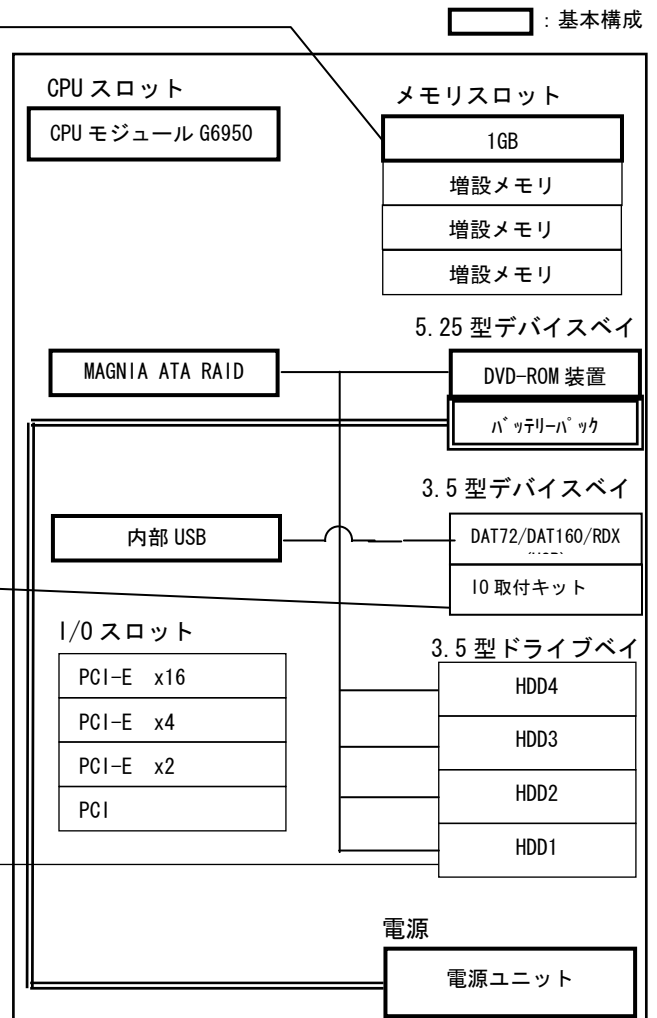 ：基本構成
CPU スロット
CPU モジュール G6950
メモリスロット
1GB
増設メモリ
増設メモリ
増設メモリ
5.25 型デバイスベイ
MAGNIA ATA RAID
DVD-ROM 装置
ﾊﾞｯﾃﾘｰﾊﾟｯｸ
3.5 型デバイスベイ
内部 USB
DAT72/DAT160/RDX
IO 取付キット
I/O スロット
PCI-E x16
PCI-E x4
PCI-E x2
PCI
3.5 型ドライブベイ
HDD4
HDD3
HDD2
HDD1
電源
電源ユニット